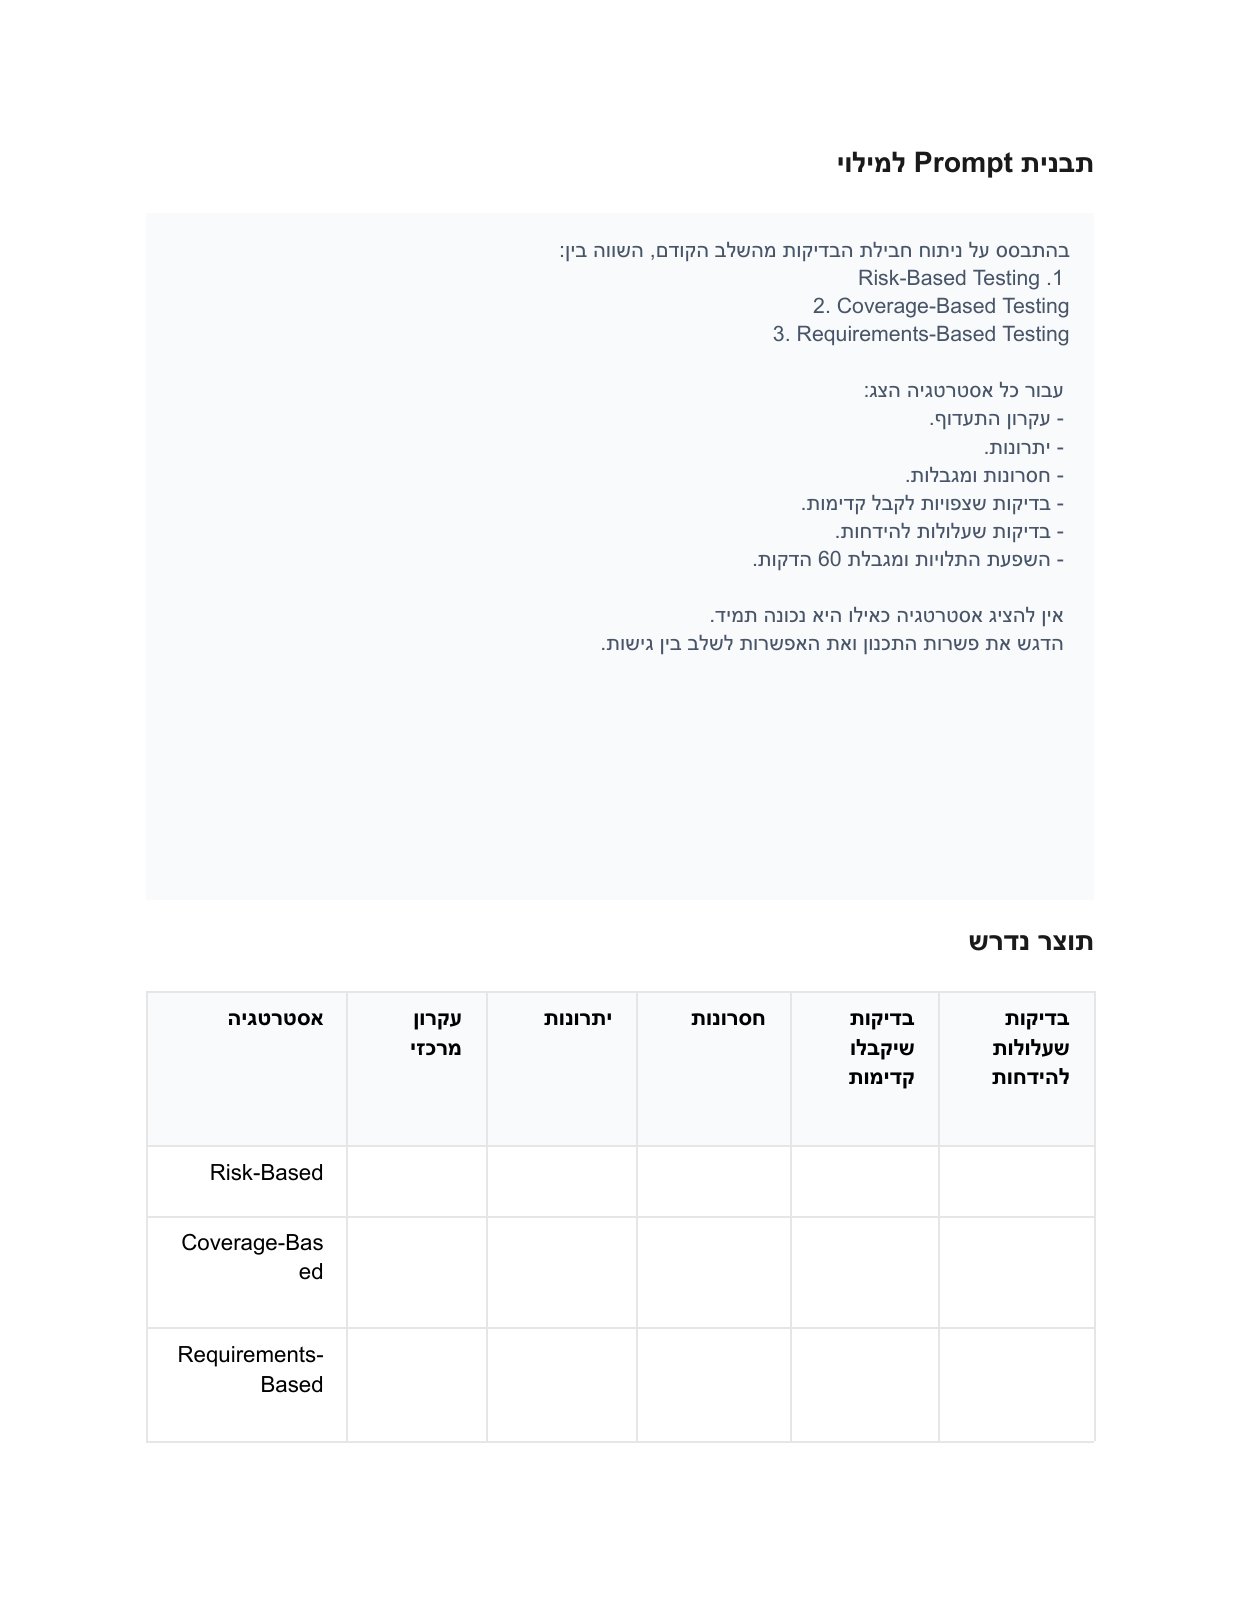 תבנית Prompt למילוי
בהתבסס על ניתוח חבילת הבדיקות מהשלב הקודם, השווה בין:
1. Risk-Based Testing
2. Coverage-Based Testing
3. Requirements-Based Testing
עבור כל אסטרטגיה הצג:
- עקרון התעדוף.
- יתרונות.
- חסרונות ומגבלות.
- בדיקות שצפויות לקבל קדימות.
- בדיקות שעלולות להידחות.
- השפעת התלויות ומגבלת 60 הדקות.
אין להציג אסטרטגיה כאילו היא נכונה תמיד.
הדגש את פשרות התכנון ואת האפשרות לשלב בין גישות.
תוצר נדרש
אסטרטגיה
עקרון
מרכזי
יתרונות
חסרונות
בדיקות
שיקבלו
קדימות
בדיקות
שעלולות
להידחות
Risk-Based
Coverage-Bas
ed
Requirements-
Based